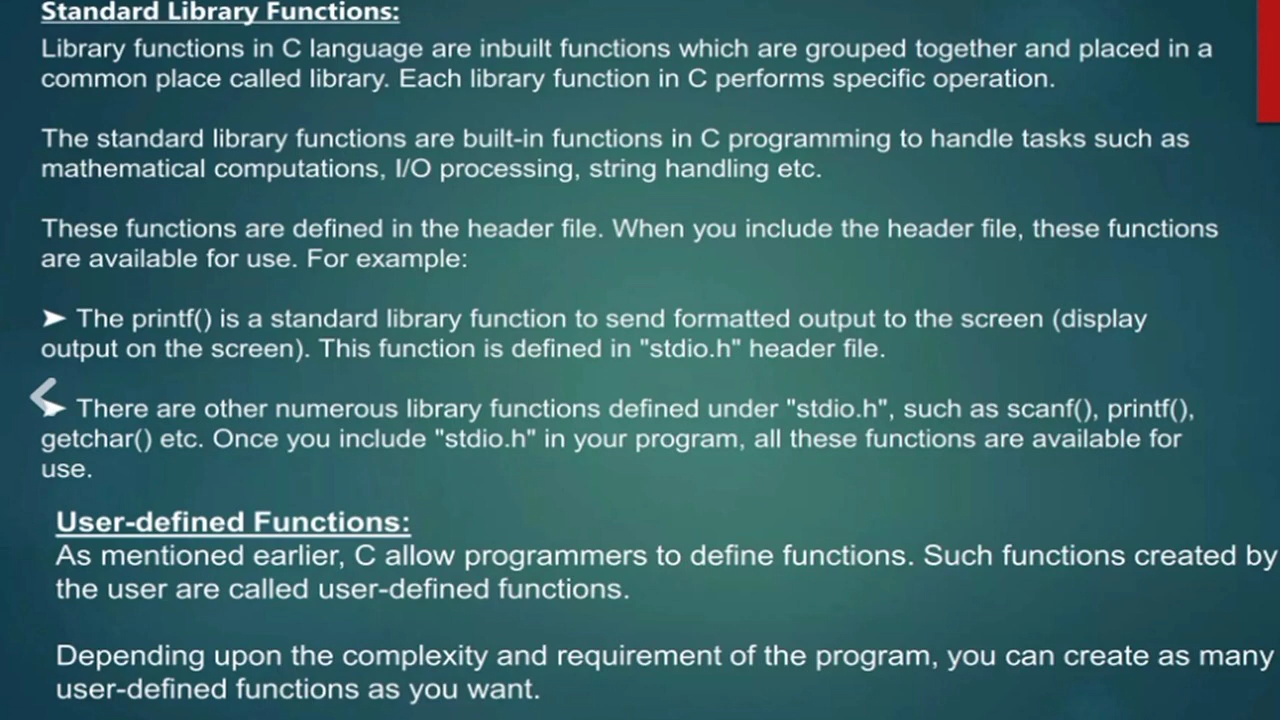 Standard Library Functions:
Library functions in C language are inbuilt functions which are grouped together and placed in a
common place called library. Each library function in C performs specific operation.
The standard library functions are built-in functions in C programming to handle tasks such as
mathematical computations, I/O processing, string handling etc.
These functions are defined in the header file. When you include the header file, these functions
are available for use. For example:
➤ The printf() is a standard library function to send formatted output to the screen (display
output on the screen). This function is defined in "stdio.h" header file.
➤ There are other numerous library functions defined under "stdio.h", such as scanf(), printf(),
getchar() etc. Once you include "stdio.h" in your program, all these functions are available for
use.
User-defined Functions:
As mentioned earlier, C allow programmers to define functions. Such functions created by
the user are called user-defined functions.
Depending upon the complexity and requirement of the program, you can create as many
user-defined functions as you want.